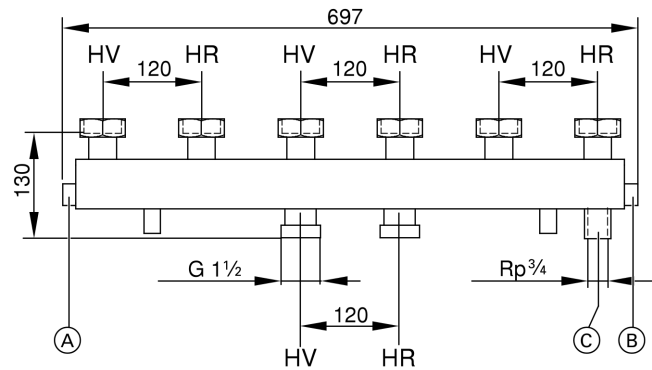 697
HV HR HV HR HV HR
120 120 120
130
G 1½ Rp¾
120
A C B
HV HR